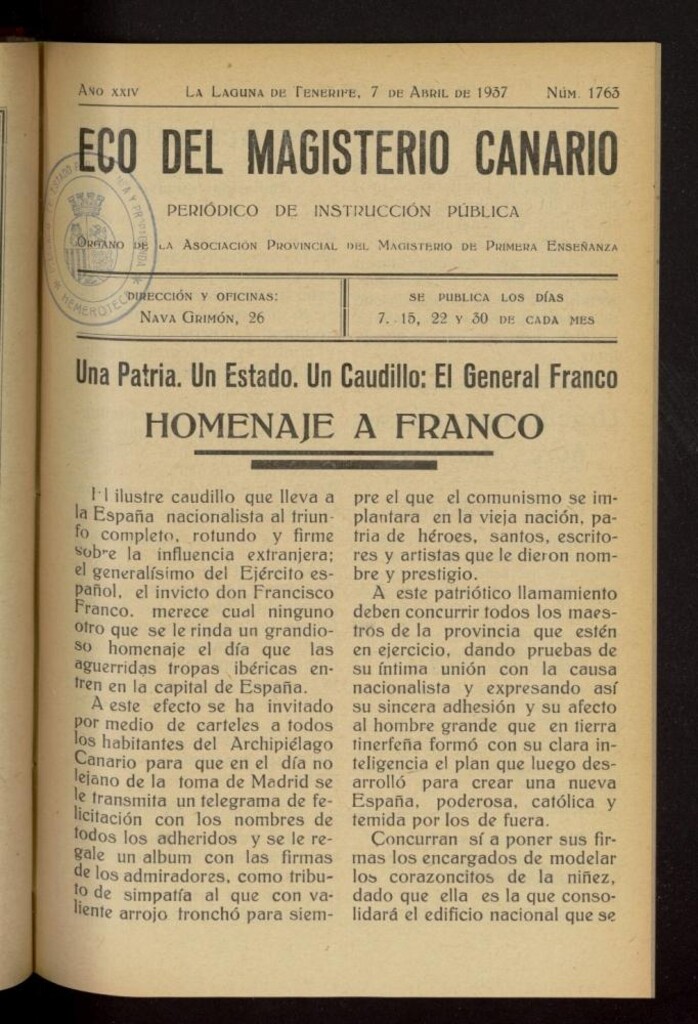 AÑO XXIV LA LAGUNA DE TENERIFE, 7 DE ABRIL DE 1937 NÚM. 1763
ECO DEL MAGISTERIO CANARIO
PERIÓDICO DE INSTRUCCIÓN PÚBLICA
ÓRGANO DE LA ASOCIACIÓN PROVINCIAL DEL MAGISTERIO DE PRIMERA ENSEÑANZA
HEMEROTECA
DIRECCIÓN Y OFICINAS:
NAVA GRIMÓN, 26
SE PUBLICA LOS DÍAS
7. 15, 22 Y 30 DE CADA MES
Una Patria. Un Estado. Un Caudillo: El General Franco
HOMENAJE A FRANCO
El ilustre caudillo que lleva a
la España nacionalista al triun-
fo completo, rotundo y firme
sobre la influencia extranjera;
el generalísimo del Ejército es-
pañol, el invicto don Francisco
Franco. merece cual ninguno
otro que se le rinda un grandio-
so homenaje el día que las
aguerridas tropas ibéricas en-
tren en la capital de España.
A este efecto se ha invitado
por medio de carteles a todos
los habitantes del Archipiélago
Canario para que en el día no
lejano de la toma de Madrid se
le transmita un telegrama de fe-
licitación con los nombres de
todos los adheridos y se le re-
gale un album con las firmas
de los admiradores, como tribu-
to de simpatía al que con va-
liente arrojo tronchó para siem-
pre el que el comunismo se im-
plantara en la vieja nación, pa-
tria de héroes, santos, escrito-
res y artistas que le dieron nom-
bre y prestigio.
A este patriótico llamamiento
deben concurrir todos los maes-
tros de la provincia que estén
en ejercicio, dando pruebas de
su íntima unión con la causa
nacionalista y expresando así
su sincera adhesión y su afecto
al hombre grande que en tierra
tinerfeña formó con su clara in-
teligencia el plan que luego des-
arrolló para crear una nueva
España, poderosa, católica y
temida por los de fuera.
Concurran sí a poner sus fir-
mas los encargados de modelar
los corazoncitos de la niñez,
dado que ella es la que conso-
lidará el edificio nacional que se